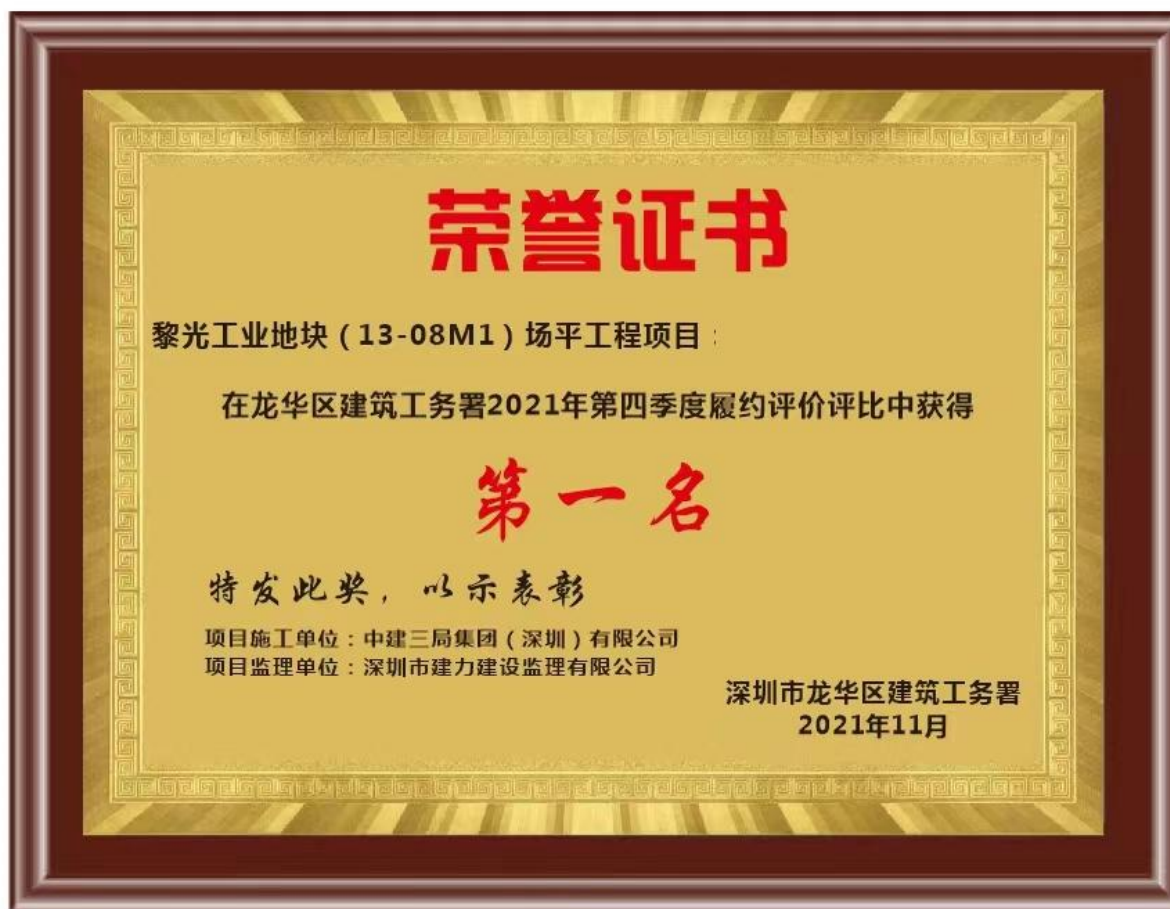 荣誉证书
黎光工业地块（13-08M1）场平工程项目：
在龙华区建筑工务署2021年第四季度履约评价评比中获得
第一名
特发此奖，以示表彰
项目施工单位：中建三局集团（深圳）有限公司
项目监理单位：深圳市建力建设监理有限公司
深圳市龙华区建筑工务署
2021年11月